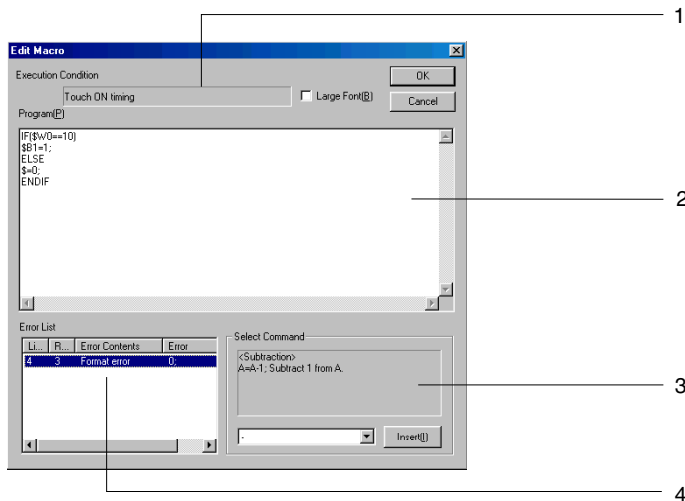 1
Edit Macro
Execution Condition
OK
Touch ON timing
Large Font(B)
Cancel
Program(P)
IF($W0==10)
$B1=1;
ELSE
$=0;
ENDIF
2
Error List
Select Command
Li... R... Error Contents Error
4 3 Format error 0;
<Subtraction>
A=A-1; Subtract 1 from A.
3
-
Insert(I)
4